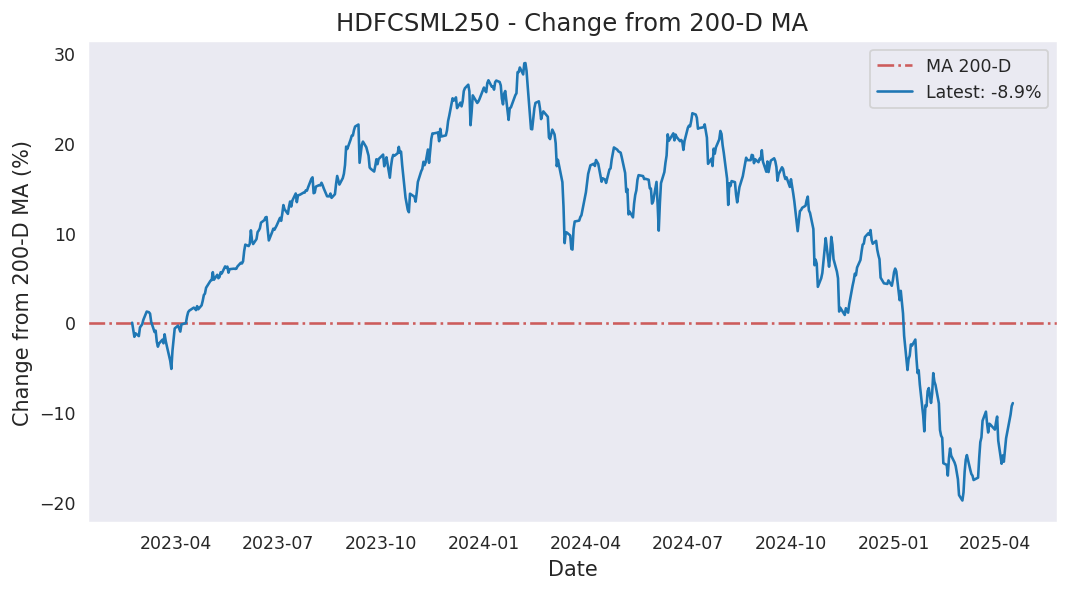 HDFCSML250 - Change from 200-D MA
Change from 200-D MA (%)
30
20
10
0
−10
−20
MA 200-D
Latest: -8.9%
2023-04 2023-07 2023-10 2024-01 2024-04 2024-07 2024-10 2025-01 2025-04
Date